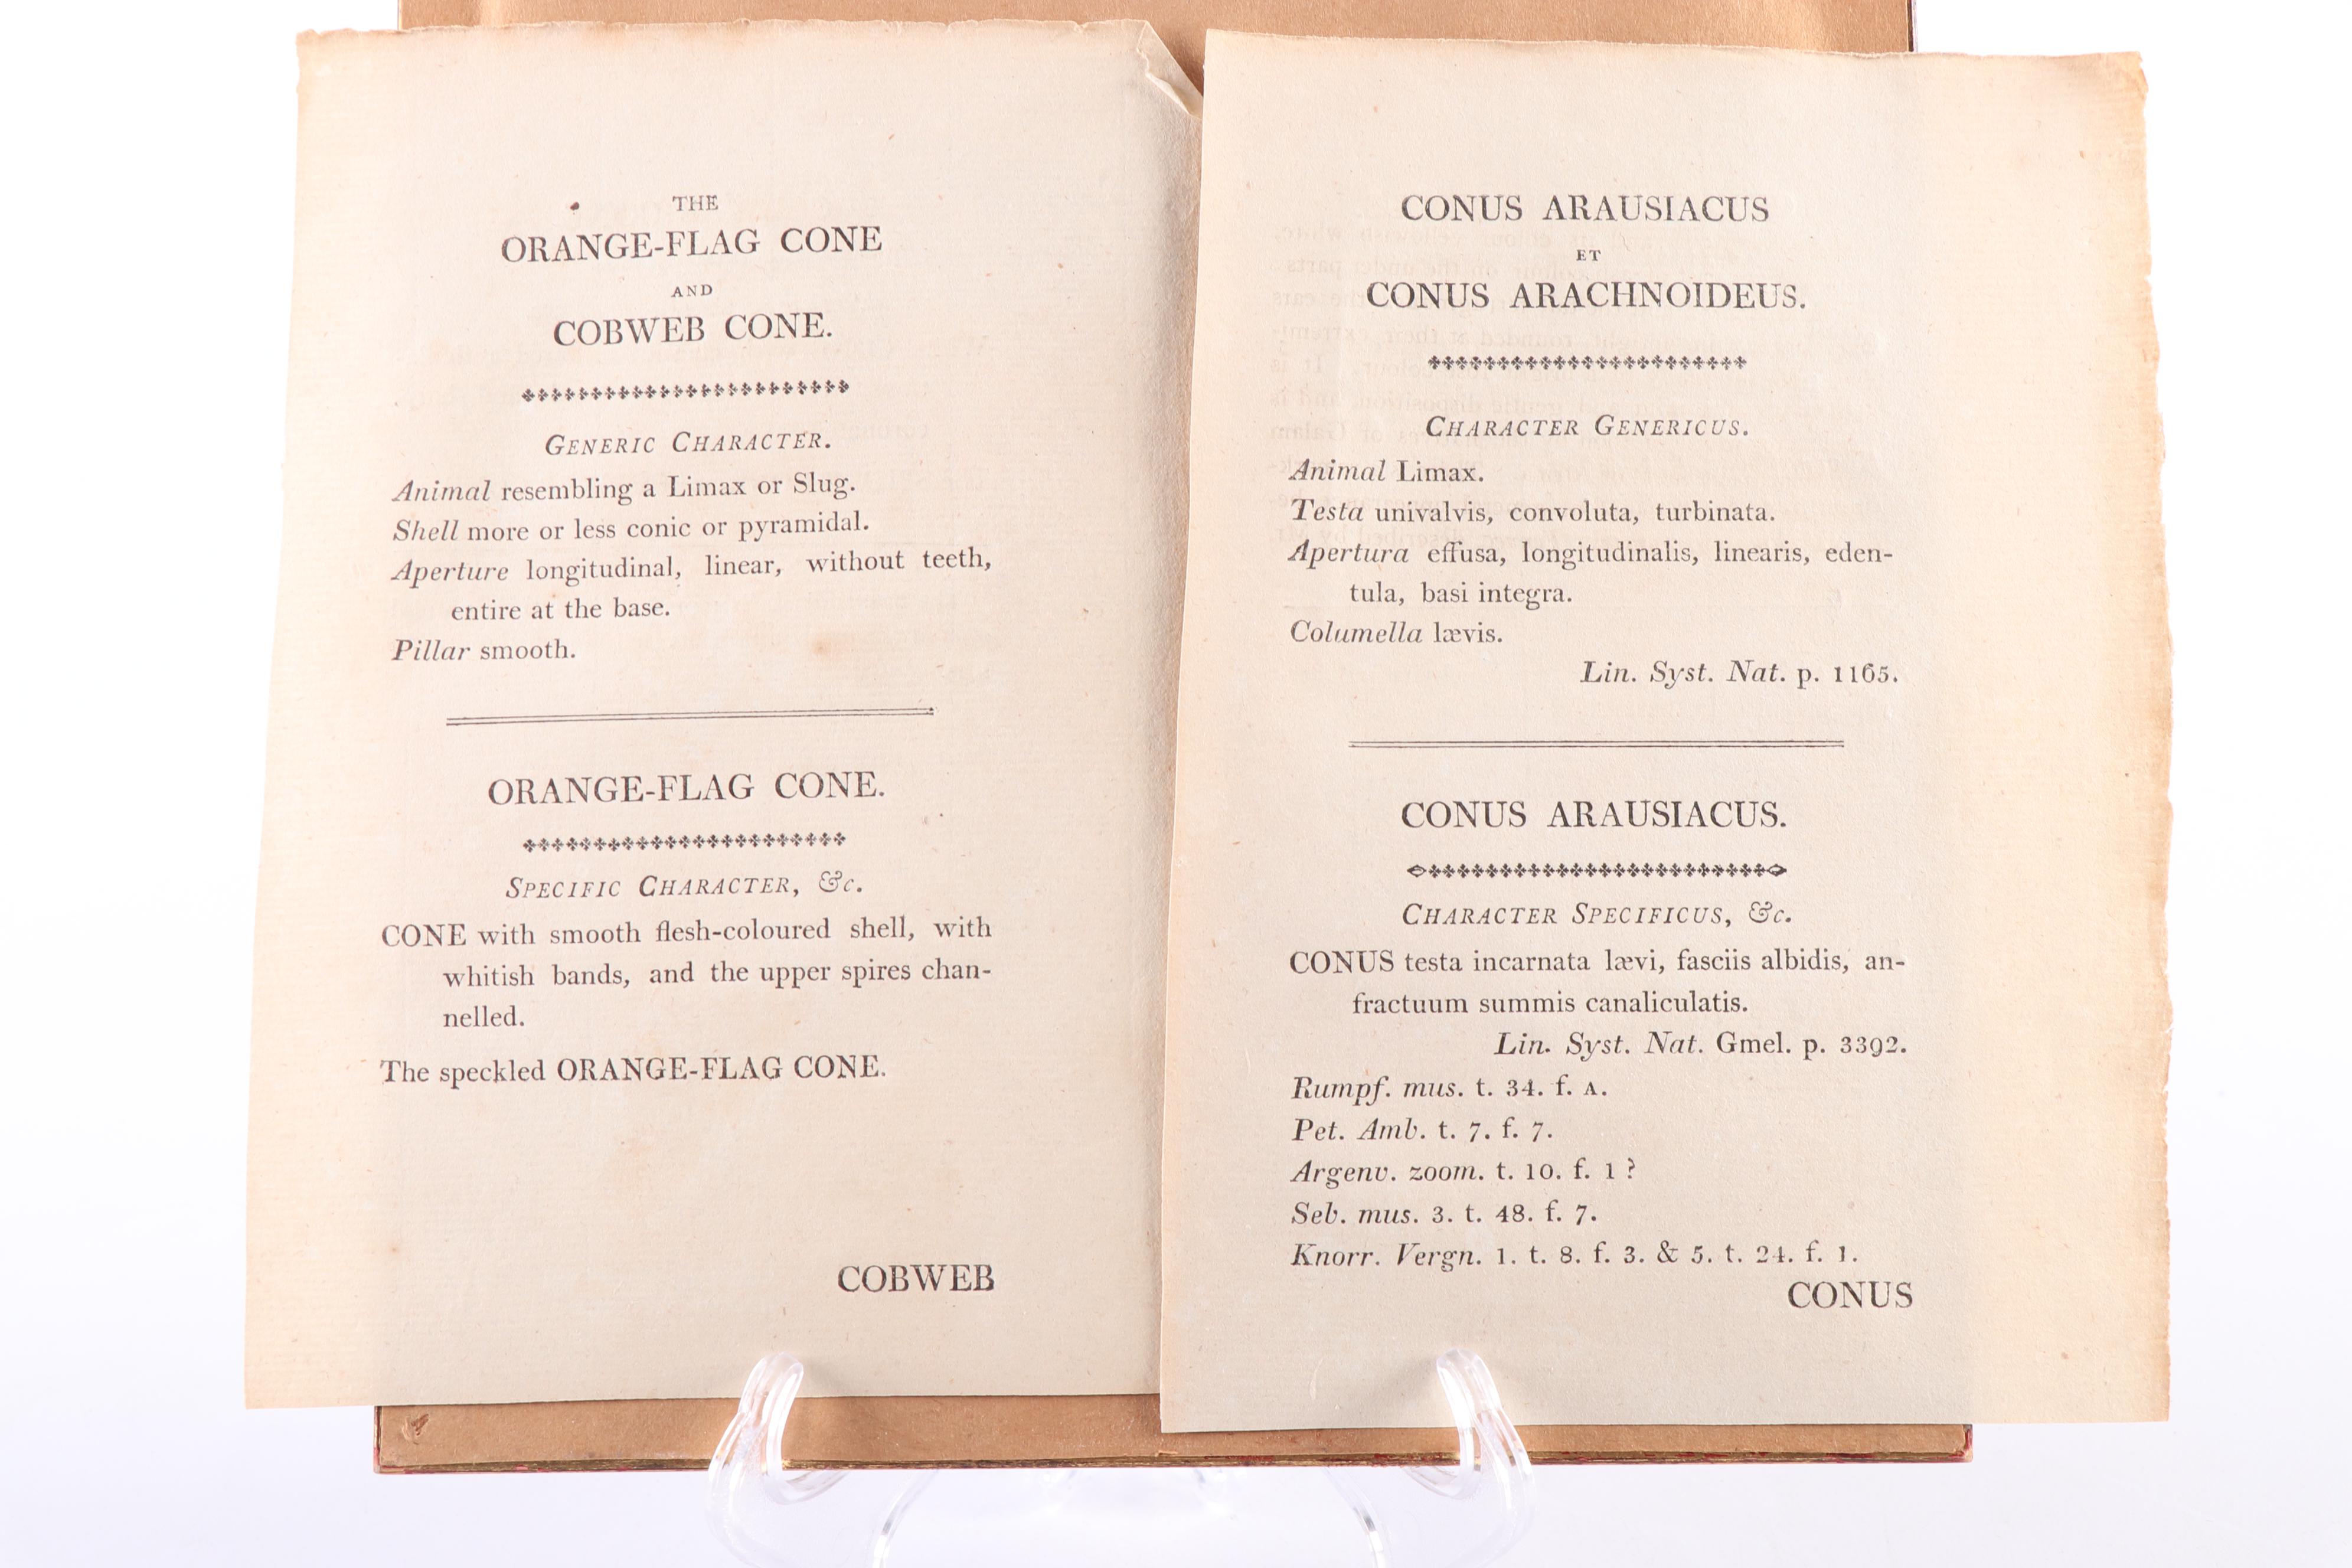 THE
ORANGE-FLAG CONE
AND
COBWEB CONE.
GENERIC CHARACTER.
Animal resembling a Limax or Slug.
Shell more or less conic or pyramidal.
Aperture longitudinal, linear, without teeth,
entire at the base.
Pillar smooth.
ORANGE-FLAG CONE.
SPECIFIC CHARACTER, &c.
CONE with smooth flesh-coloured shell, with
whitish bands, and the upper spires chan-
nelled.
The speckled ORANGE-FLAG CONE.
COBWEB
CONUS ARAUSIACUS
ET
CONUS ARACHNOIDEUS.
CHARACTER GENERICUS.
Animal Limax.
Testa univalvis, convoluta, turbinata.
Apertura effusa, longitudinalis, linearis, eden-
tula, basi integra.
Columella lævis.
Lin. Syst. Nat. p. 1165.
CONUS ARAUSIACUS.
CHARACTER SPECIFICUS, &c.
CONUS testa incarnata lævi, fasciis albidis, an-
fractuum summis canaliculatis.
Lin. Syst. Nat. Gmel. p. 3392.
Rumpf. mus. t. 34. f. A.
Pet. Amb. t. 7. f. 7.
Argenv. zoom. t. 10. f. 1 ?
Seb. mus. 3. t. 48. f. 7.
Knorr. Vergn. 1. t. 8. f. 3. & 5. t. 24. f. 1.
CONUS